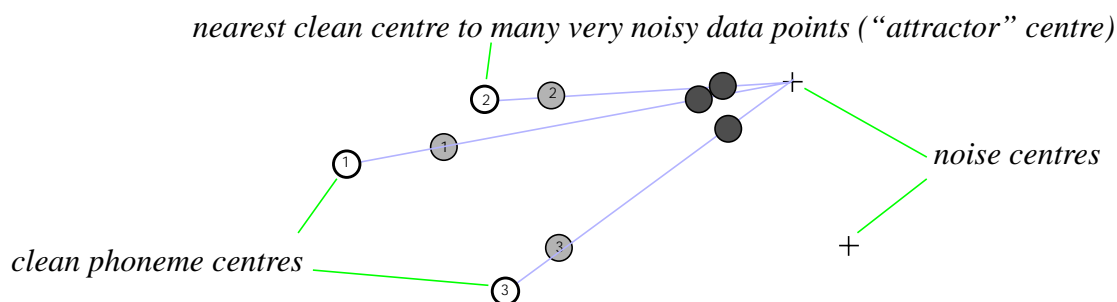 nearest clean centre to many very noisy data points (“attractor” centre)
2
2
1
1
noise centres
3
clean phoneme centres
3